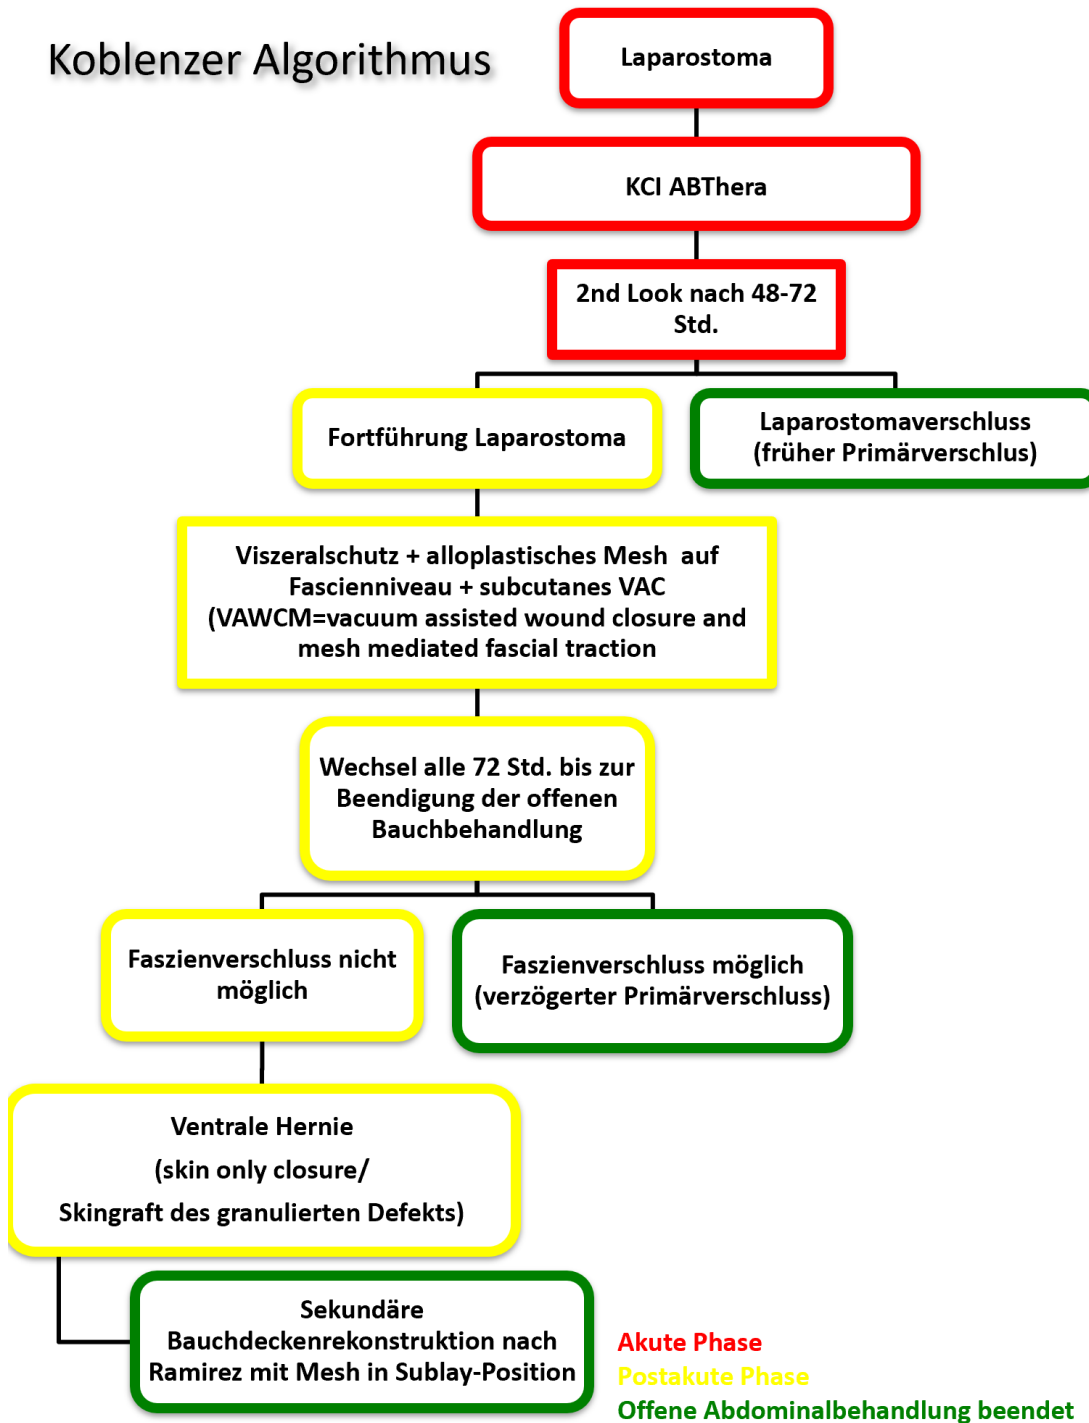 Koblenzer Algorithmus
Laparostoma
KCI ABThera
2nd Look nach 48-72
Std.
Fortführung Laparostoma
Laparostomaverschluss
(früher Primärverschlus)
Viszeralschutz + alloplastisches Mesh auf
Fascienniveau + subcutanes VAC
(VAWCM=vacuum assisted wound closure and
mesh mediated fascial traction
Wechsel alle 72 Std. bis zur
Beendigung der offenen
Bauchbehandlung
Faszienverschluss nicht
möglich
Faszienverschluss möglich
(verzögerter Primärverschluss)
Ventrale Hernie
(skin only closure/
Skingraft des granulierten Defekts)
Sekundäre
Bauchdeckenrekonstruktion nach
Ramirez mit Mesh in Sublay-Position
Akute Phase
Postakute Phase
Offene Abdominalbehandlung beendet